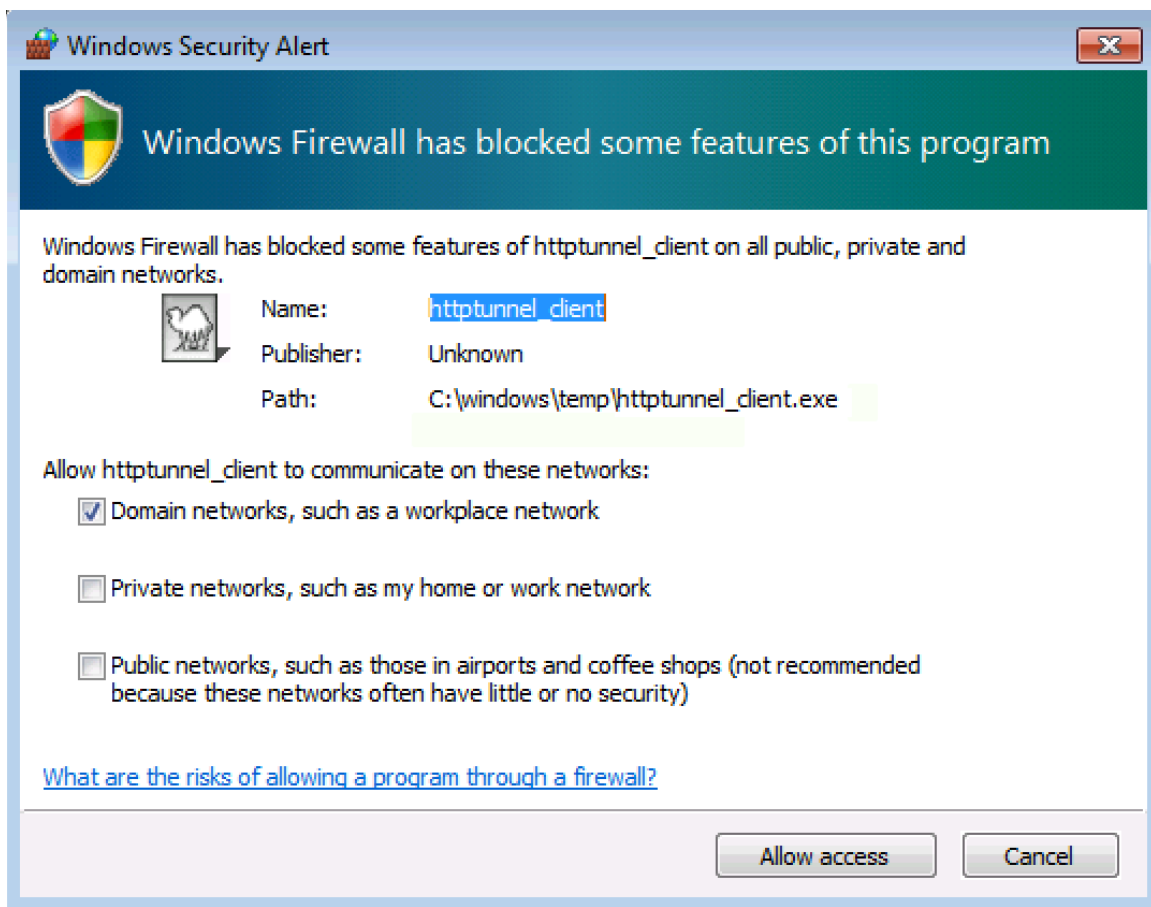 Windows Security Alert
Windows Firewall has blocked some features of this program
Windows Firewall has blocked some features of httptunnel_client on all public, private and
domain networks.
Name: httptunnel_client
Publisher: Unknown
Path: C:\windows\temp\httptunnel_client.exe
Allow httptunnel_client to communicate on these networks:
Domain networks, such as a workplace network
Private networks, such as my home or work network
Public networks, such as those in airports and coffee shops (not recommended
because these networks often have little or no security)
What are the risks of allowing a program through a firewall?
Allow access Cancel